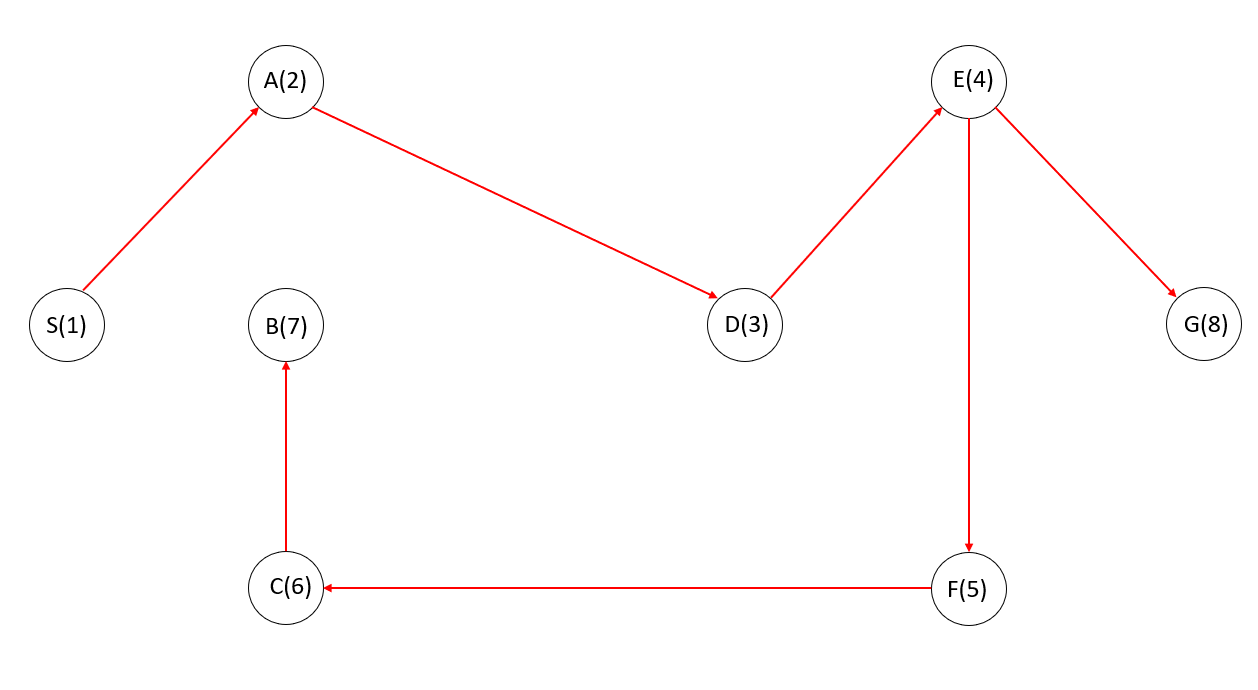 A(2)
E(4)
S(1)
B(7)
D(3)
G(8)
C(6)
F(5)